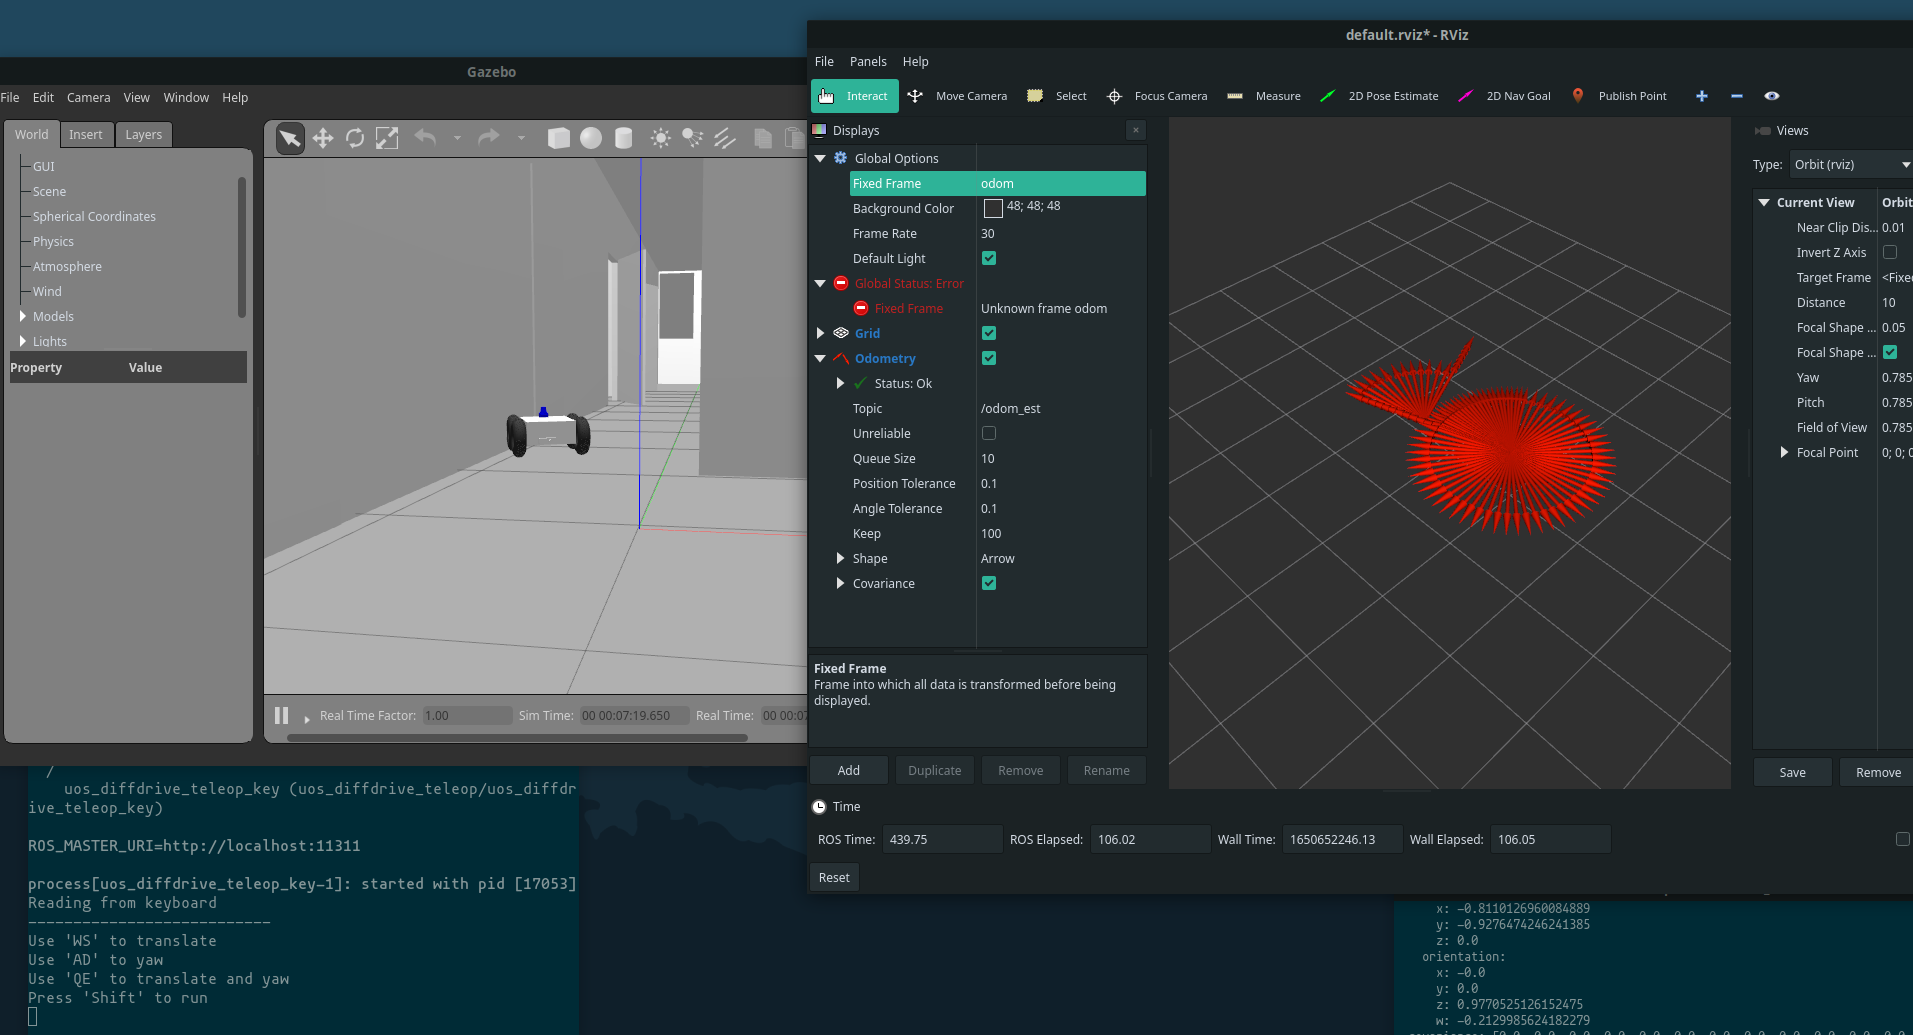 Gazebo
File Edit Camera View Window Help
World Insert Layers
GUI
Scene
Spherical Coordinates
Physics
Atmosphere
Wind
Models
Lights
Property Value
Real Time Factor: 1.00 Sim Time: 00 00:07:19.650 Real Time: 00 00:07
/
uos_diffdrive_teleop_key (uos_diffdrive_teleop/uos_diffdr
ive_teleop_key)
ROS_MASTER_URI=http://localhost:11311
process[uos_diffdrive_teleop_key-1]: started with pid [17053]
Reading from keyboard
---------------------------
Use 'WS' to translate
Use 'AD' to yaw
Use 'QE' to translate and yaw
Press 'Shift' to run
default.rviz* - RViz
File Panels Help
Interact Move Camera Select Focus Camera Measure 2D Pose Estimate 2D Nav Goal Publish Point
Displays
Global Options
Fixed Frame odom
Background Color 48; 48; 48
Frame Rate 30
Default Light
Global Status: Error
Fixed Frame Unknown frame odom
Grid
Odometry
Status: Ok
Topic /odom_est
Unreliable
Queue Size 10
Position Tolerance 0.1
Angle Tolerance 0.1
Keep 100
Shape Arrow
Covariance
Fixed Frame
Frame into which all data is transformed before being
displayed.
Add Duplicate Remove Rename
Views
Type: Orbit (rviz)
Current View Orbit
Near Clip Dis... 0.01
Invert Z Axis
Target Frame <Fixe
Distance 10
Focal Shape ... 0.05
Focal Shape ...
Yaw 0.785
Pitch 0.785
Field of View 0.785
Focal Point 0; 0; 0
Save Remove
Time
ROS Time: 439.75 ROS Elapsed: 106.02 Wall Time: 1650652246.13 Wall Elapsed: 106.05
Reset
x: -0.8110126960084889
y: -0.9276474246241385
z: 0.0
orientation:
x: -0.0
y: 0.0
z: 0.9770525126152475
w: -0.2129985624182279